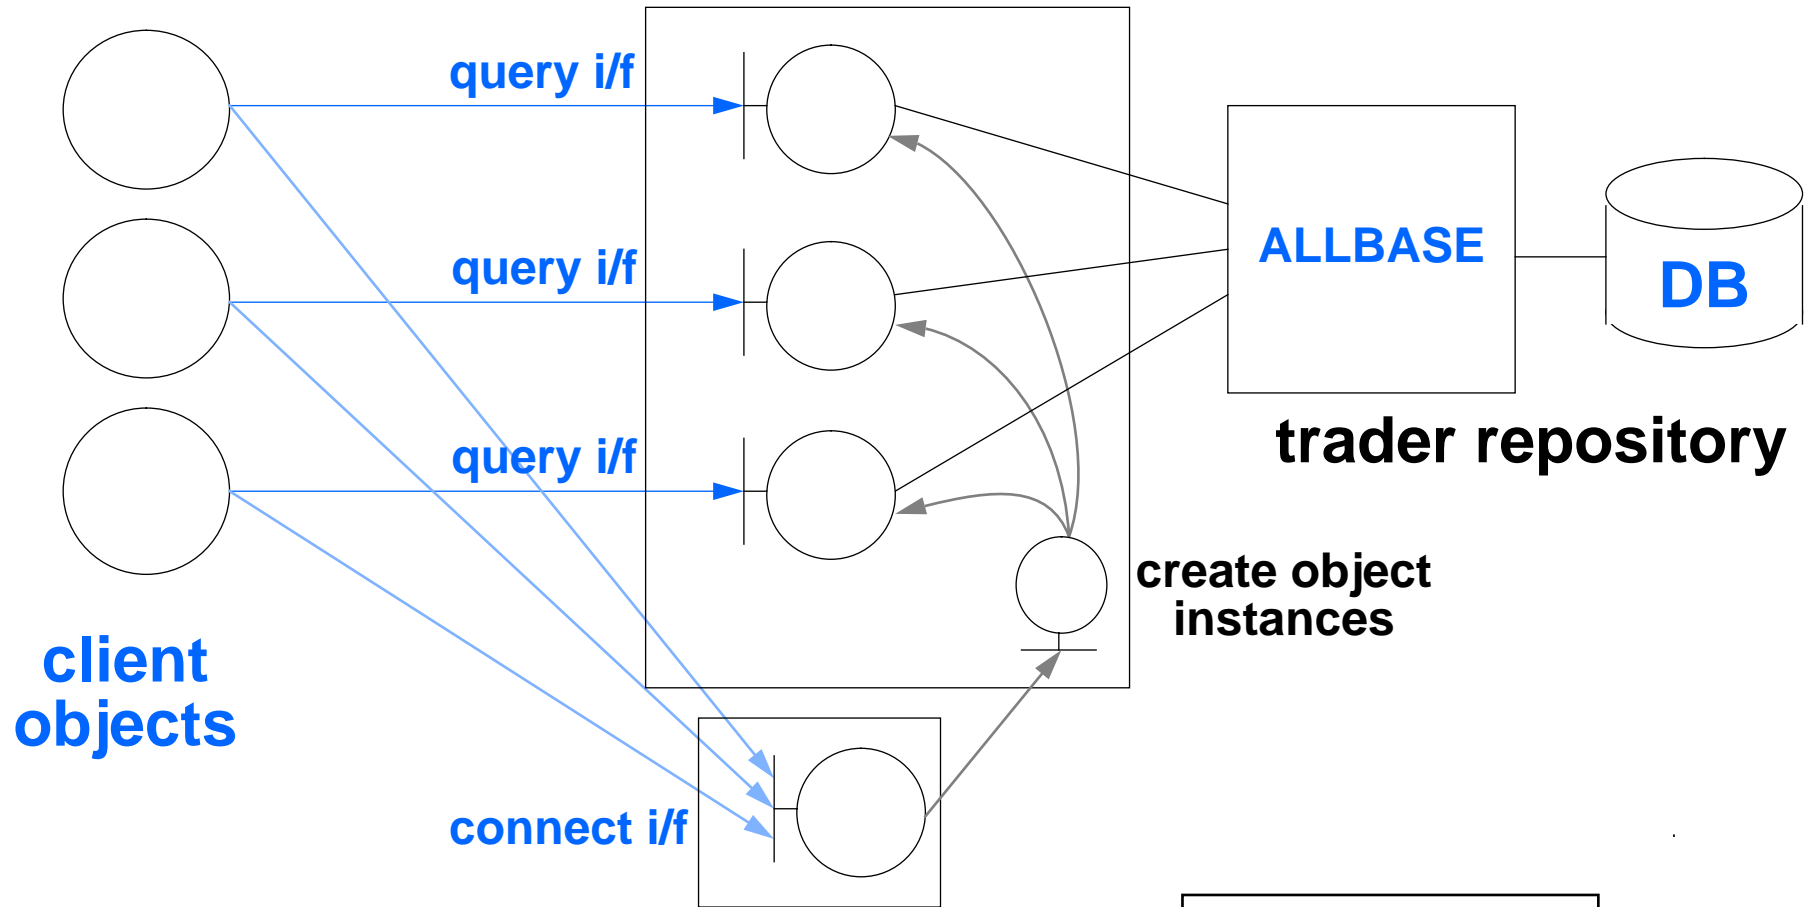 query i/f
query i/f
query i/f
ALLBASE
DB
trader repository
create object
instances
client
objects
connect i/f